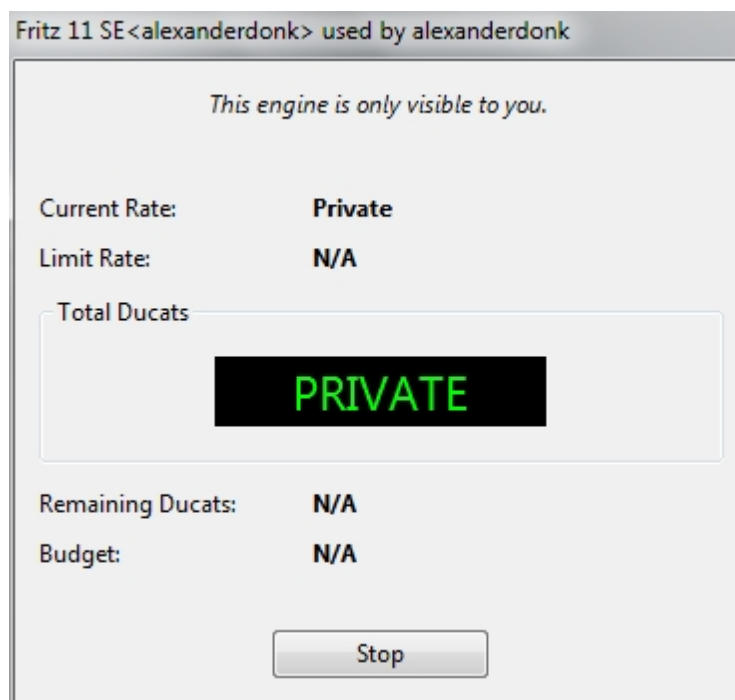 Fritz 11 SE<alexanderdonk> used by alexanderdonk
This engine is only visible to you.
Current Rate: Private
Limit Rate: N/A
Total Ducats
PRIVATE
Remaining Ducats: N/A
Budget: N/A
Stop